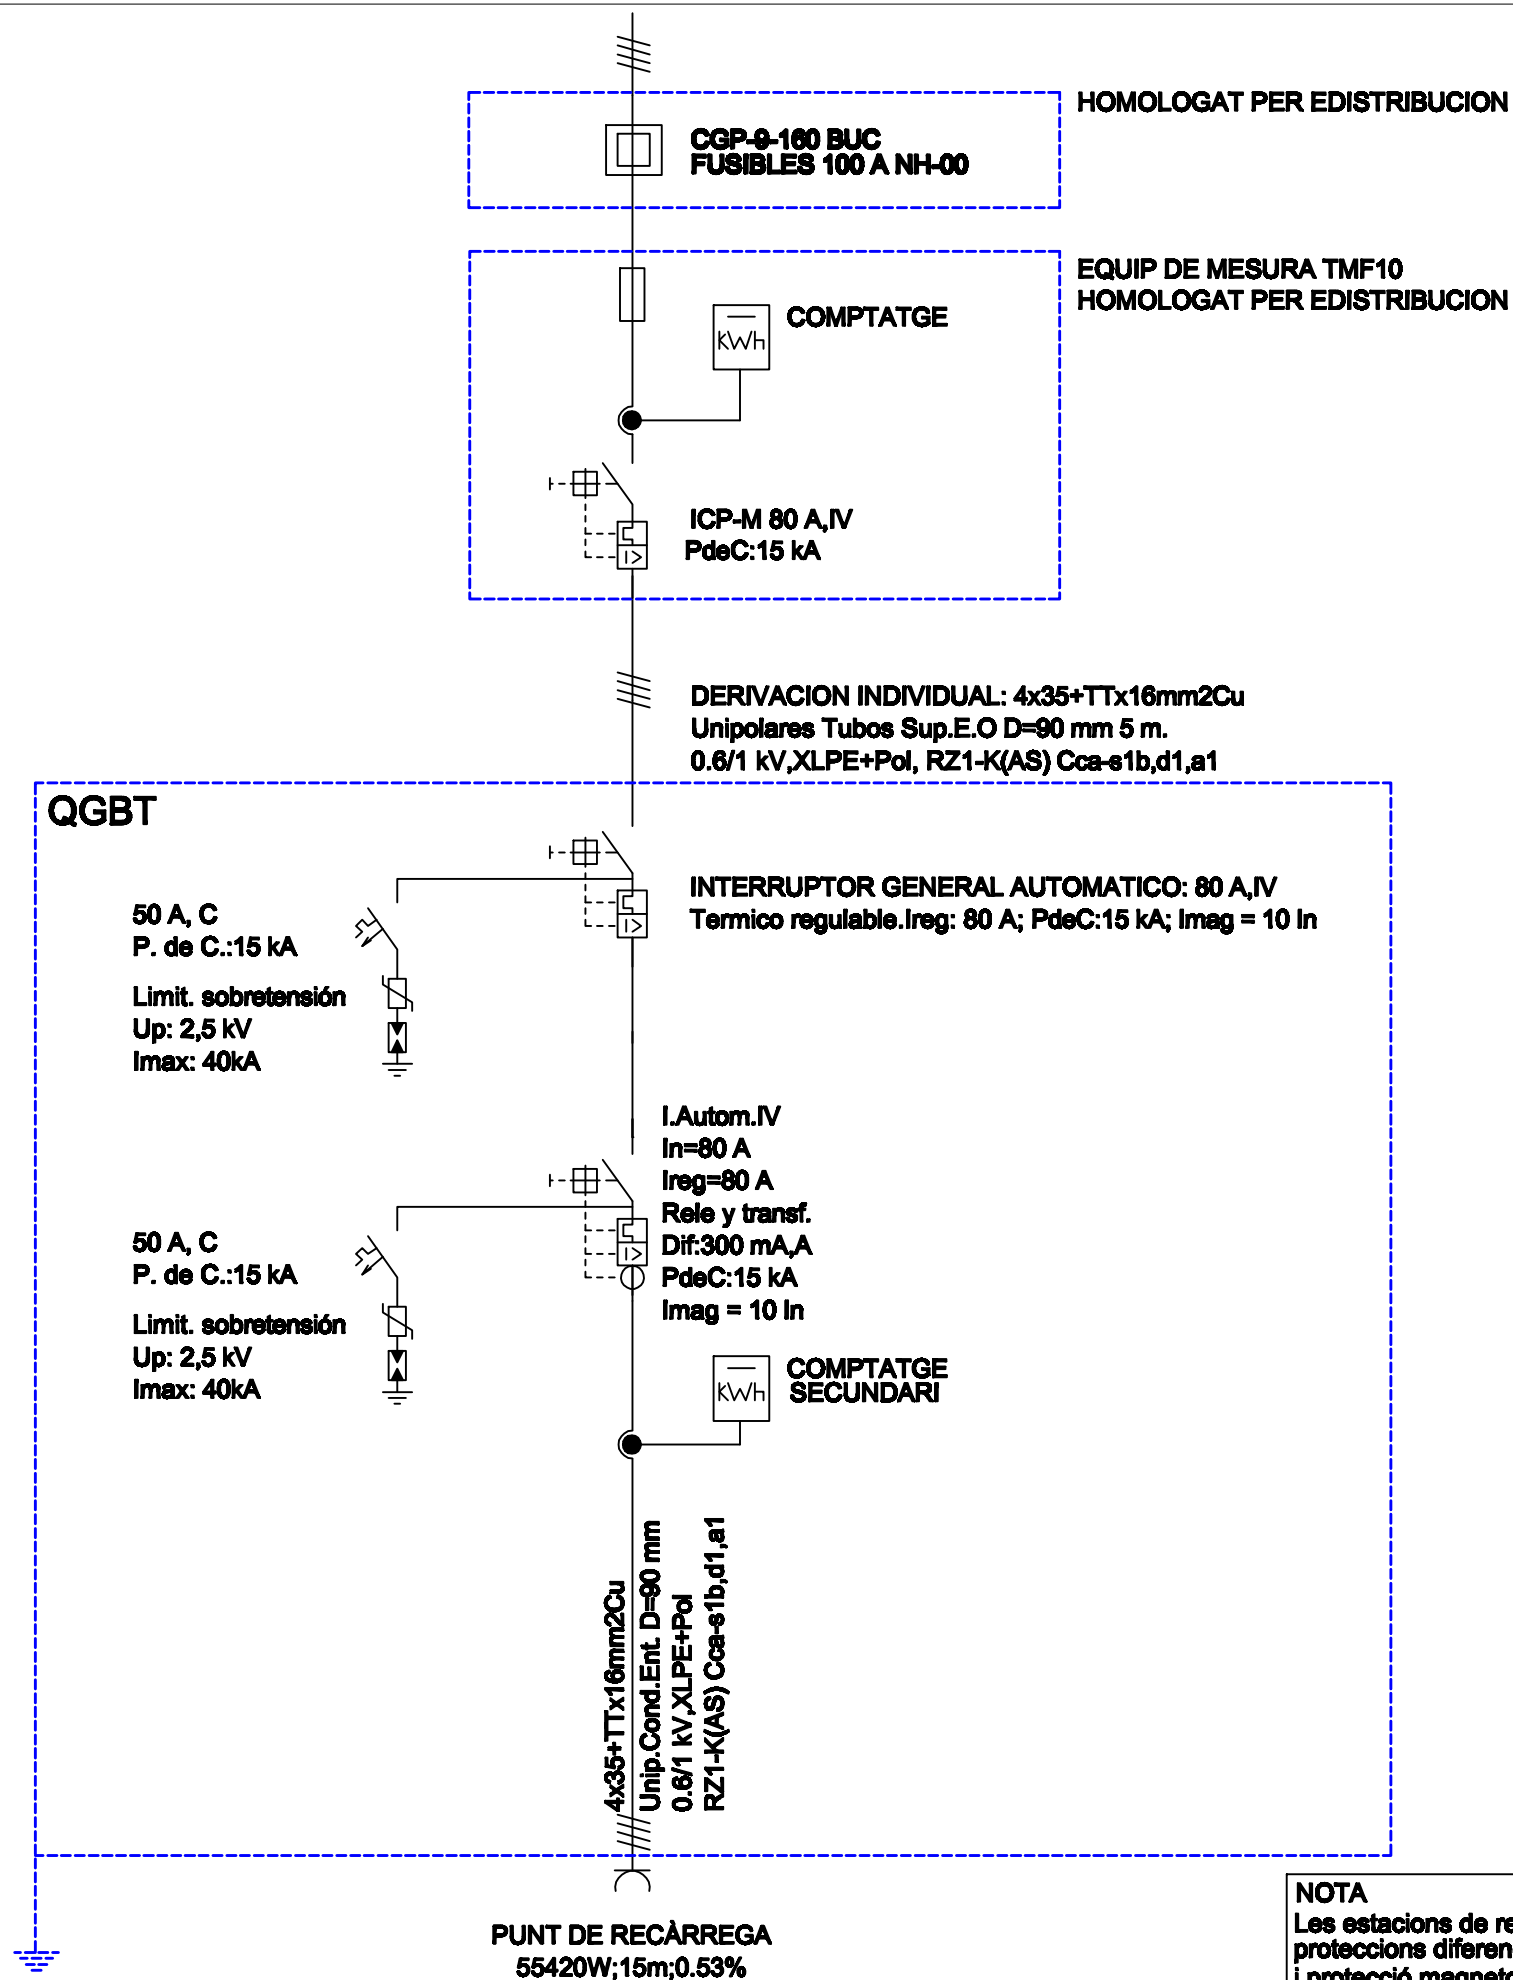 HOMOLOGAT PER EDISTRIBUCION
CGP-9-160 BUC
FUSIBLES 100 A NH-00
EQUIP DE MESURA TMF10
HOMOLOGAT PER EDISTRIBUCION
COMPTATGE
KWh
ICP-M 80 A,IV
PdeC:15 kA
DERIVACION INDIVIDUAL: 4x35+TTx16mm2Cu
Unipolares Tubos Sup.E.O D=90 mm 5 m.
0.6/1 kV,XLPE+Pol, RZ1-K(AS) Cca-s1b,d1,a1
QGBT
INTERRUPTOR GENERAL AUTOMATICO: 80 A,IV
Termico regulable.Ireg: 80 A; PdeC:15 kA; Imag = 10 In
I>
I>
50 A, C
P. de C.:15 kA
Limit. sobretensión
Up: 2,5 kV
Imax: 40kA
I.Autom.IV
In=80 A
Ireg=80 A
Rele y transf.
Dif:300 mA,A
PdeC:15 kA
Imag = 10 In
I>
50 A, C
P. de C.:15 kA
Limit. sobretensión
Up: 2,5 kV
Imax: 40kA
COMPTATGE
SECUNDARI
KWh
4x35+TTx16mm2Cu
Unip.Cond.Ent. D=90 mm
0.6/1 kV,XLPE+Pol
RZ1-K(AS) Cca-s1b,d1,a1
PUNT DE RECÀRREGA
55420W;15m;0.53%
NOTA
Les estacions de re
proteccions diferen
i protecció magneto